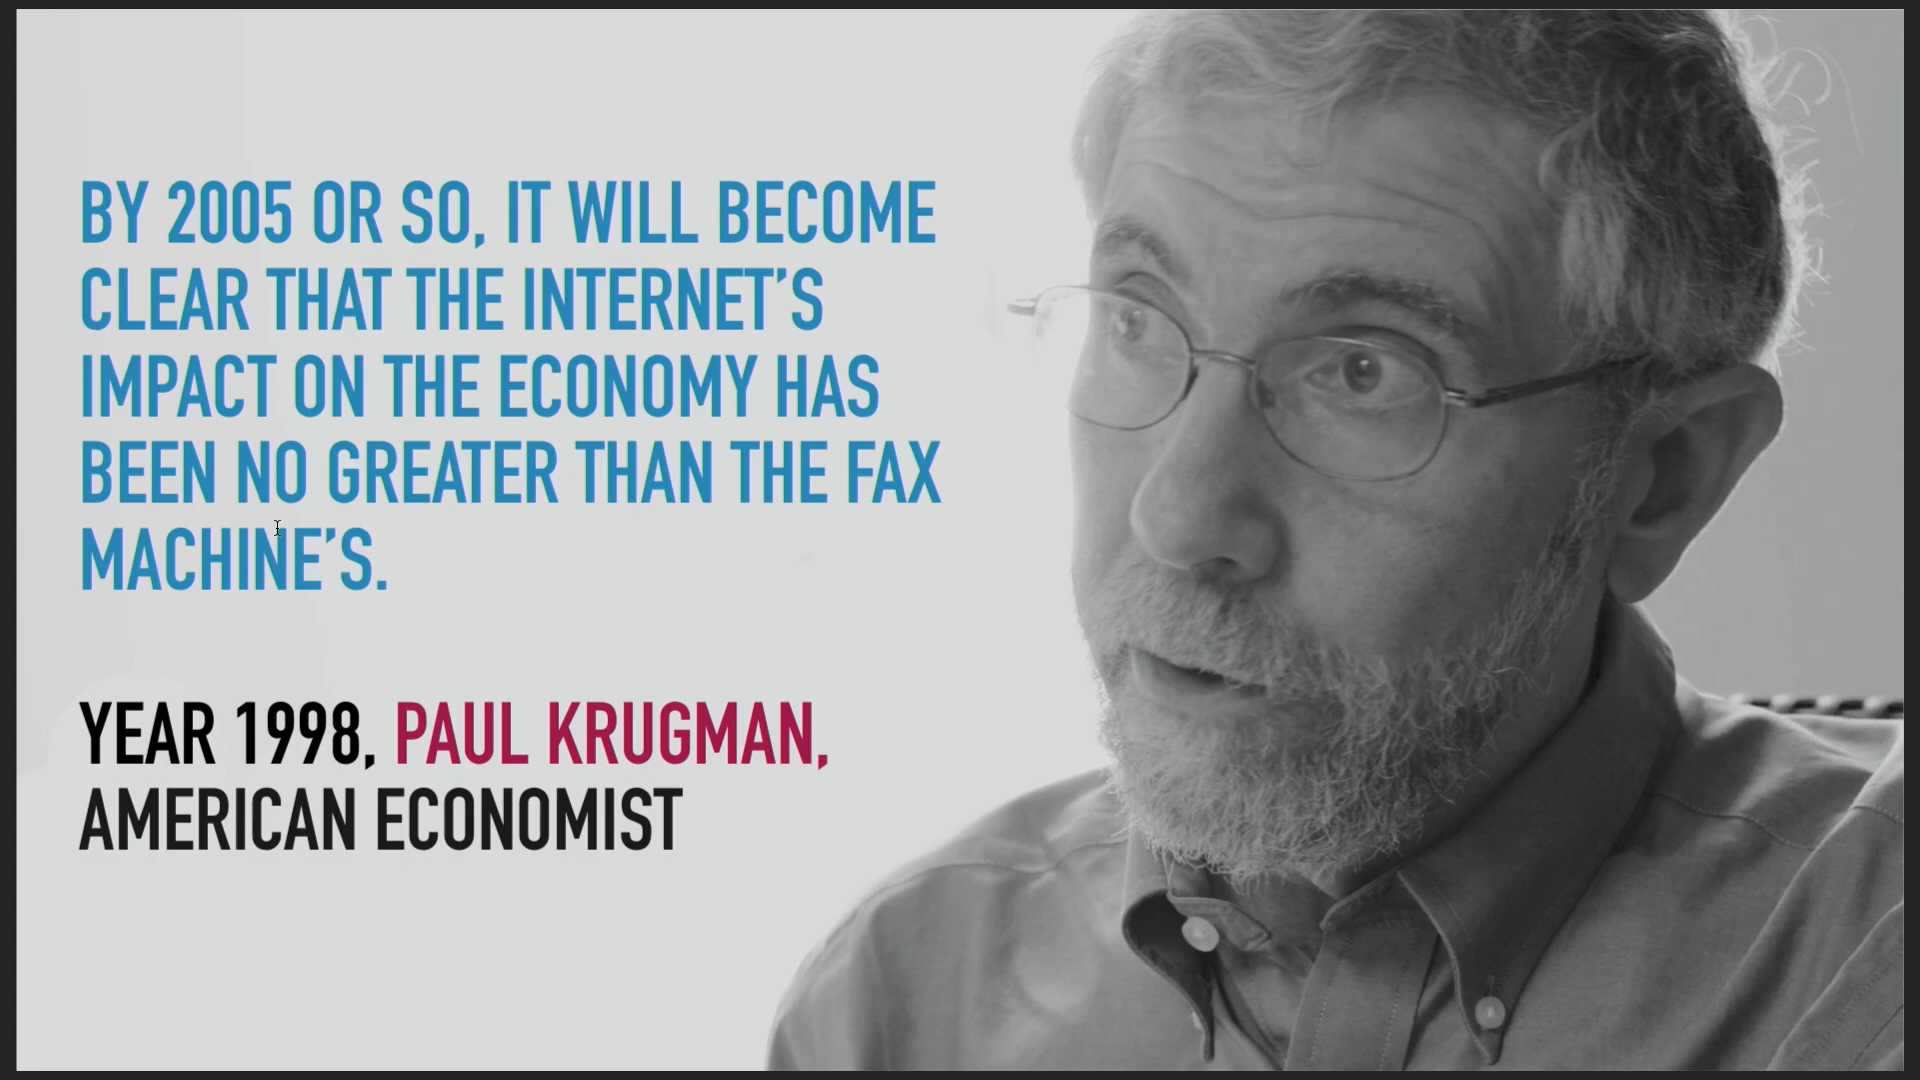 BY 2005 OR SO, IT WILL BECOME
CLEAR THAT THE INTERNET’S
IMPACT ON THE ECONOMY HAS
BEEN NO GREATER THAN THE FAX
MACHINE’S.
YEAR 1998, PAUL KRUGMAN,
AMERICAN ECONOMIST